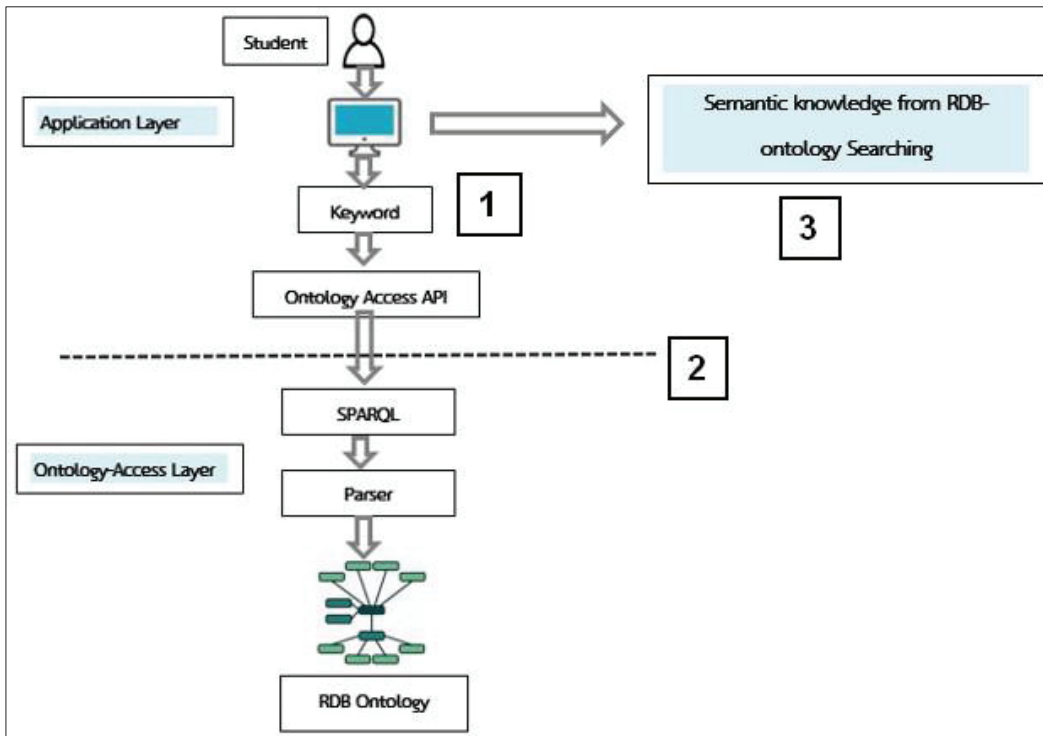 Student
Application Layer
Semantic knowledge from RDB-
ontology Searching
Keyword
1
3
Ontology Access API
2
SPARQL
Ontology-Access Layer
Parser
RDB Ontology